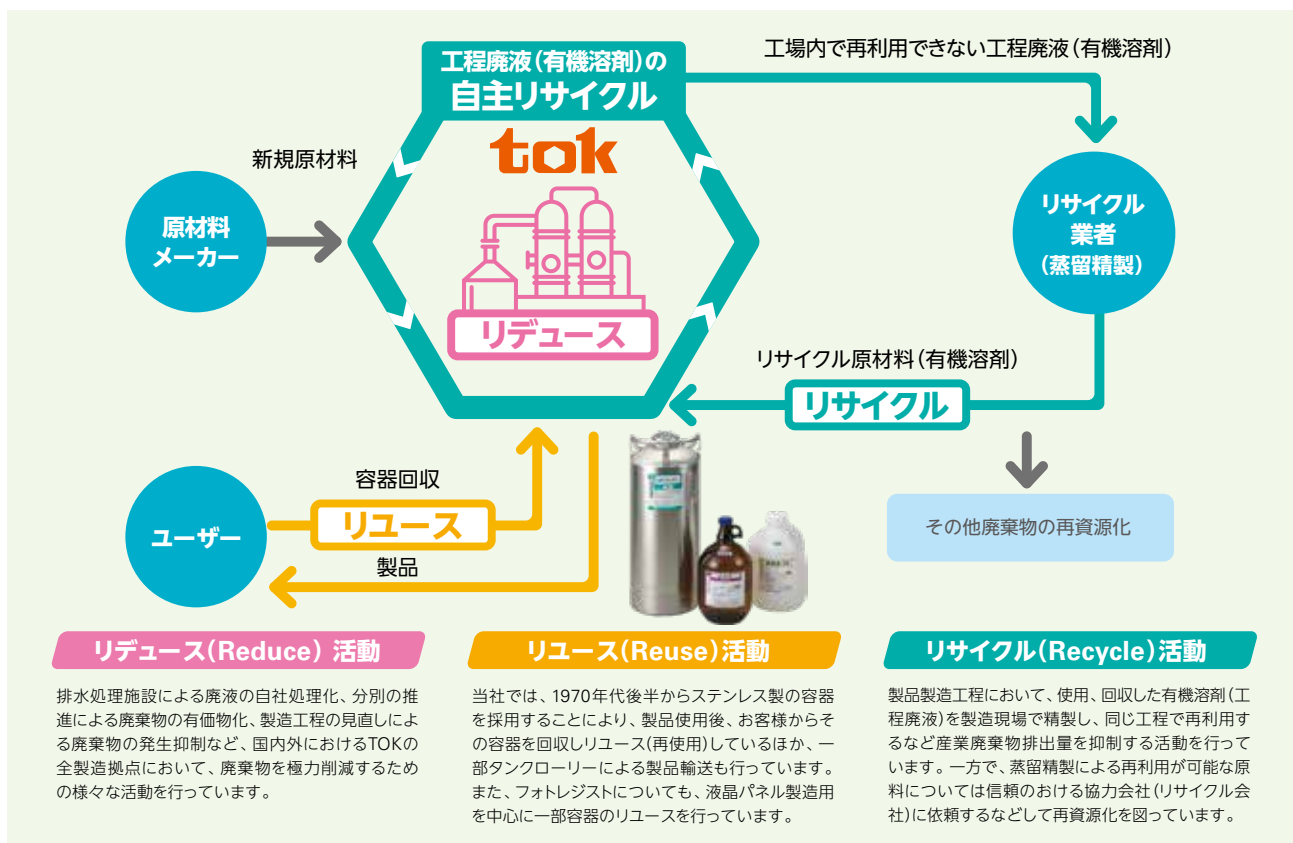 工程廃液(有機溶剤)の
自主リサイクル
工場内で再利用できない工程廃液(有機溶剤)
tok
新規原材料
原材料
メーカー
リサイクル
業者
(蒸留精製)
リデュース
リサイクル原材料(有機溶剤)
リサイクル
容器回収
リユース
ユーザー
製品
その他廃棄物の再資源化
リデュース(Reduce) 活動
排水処理施設による廃液の自社処理化、分別の推
進による廃棄物の有価物化、製造工程の見直しによ
る廃棄物の発生抑制など、国内外におけるTOKの
全製造拠点において、廃棄物を極力削減するため
の様々な活動を行っています。
リユース(Reuse)活動
当社では、1970年代後半からステンレス製の容器
を採用することにより、製品使用後、お客様からそ
の容器を回収しリユース(再使用)しているほか、一
部タンクローリーによる製品輸送も行っています。
また、フォトレジストについても、液晶パネル製造用
を中心に一部容器のリユースを行っています。
リサイクル(Recycle)活動
製品製造工程において、使用、回収した有機溶剤(工
程廃液)を製造現場で精製し、同じ工程で再利用す
るなど産業廃棄物排出量を抑制する活動を行って
います。一方で、蒸留精製による再利用が可能な原
料については信頼のおける協力会社(リサイクル会
社)に依頼するなどして再資源化を図っています。